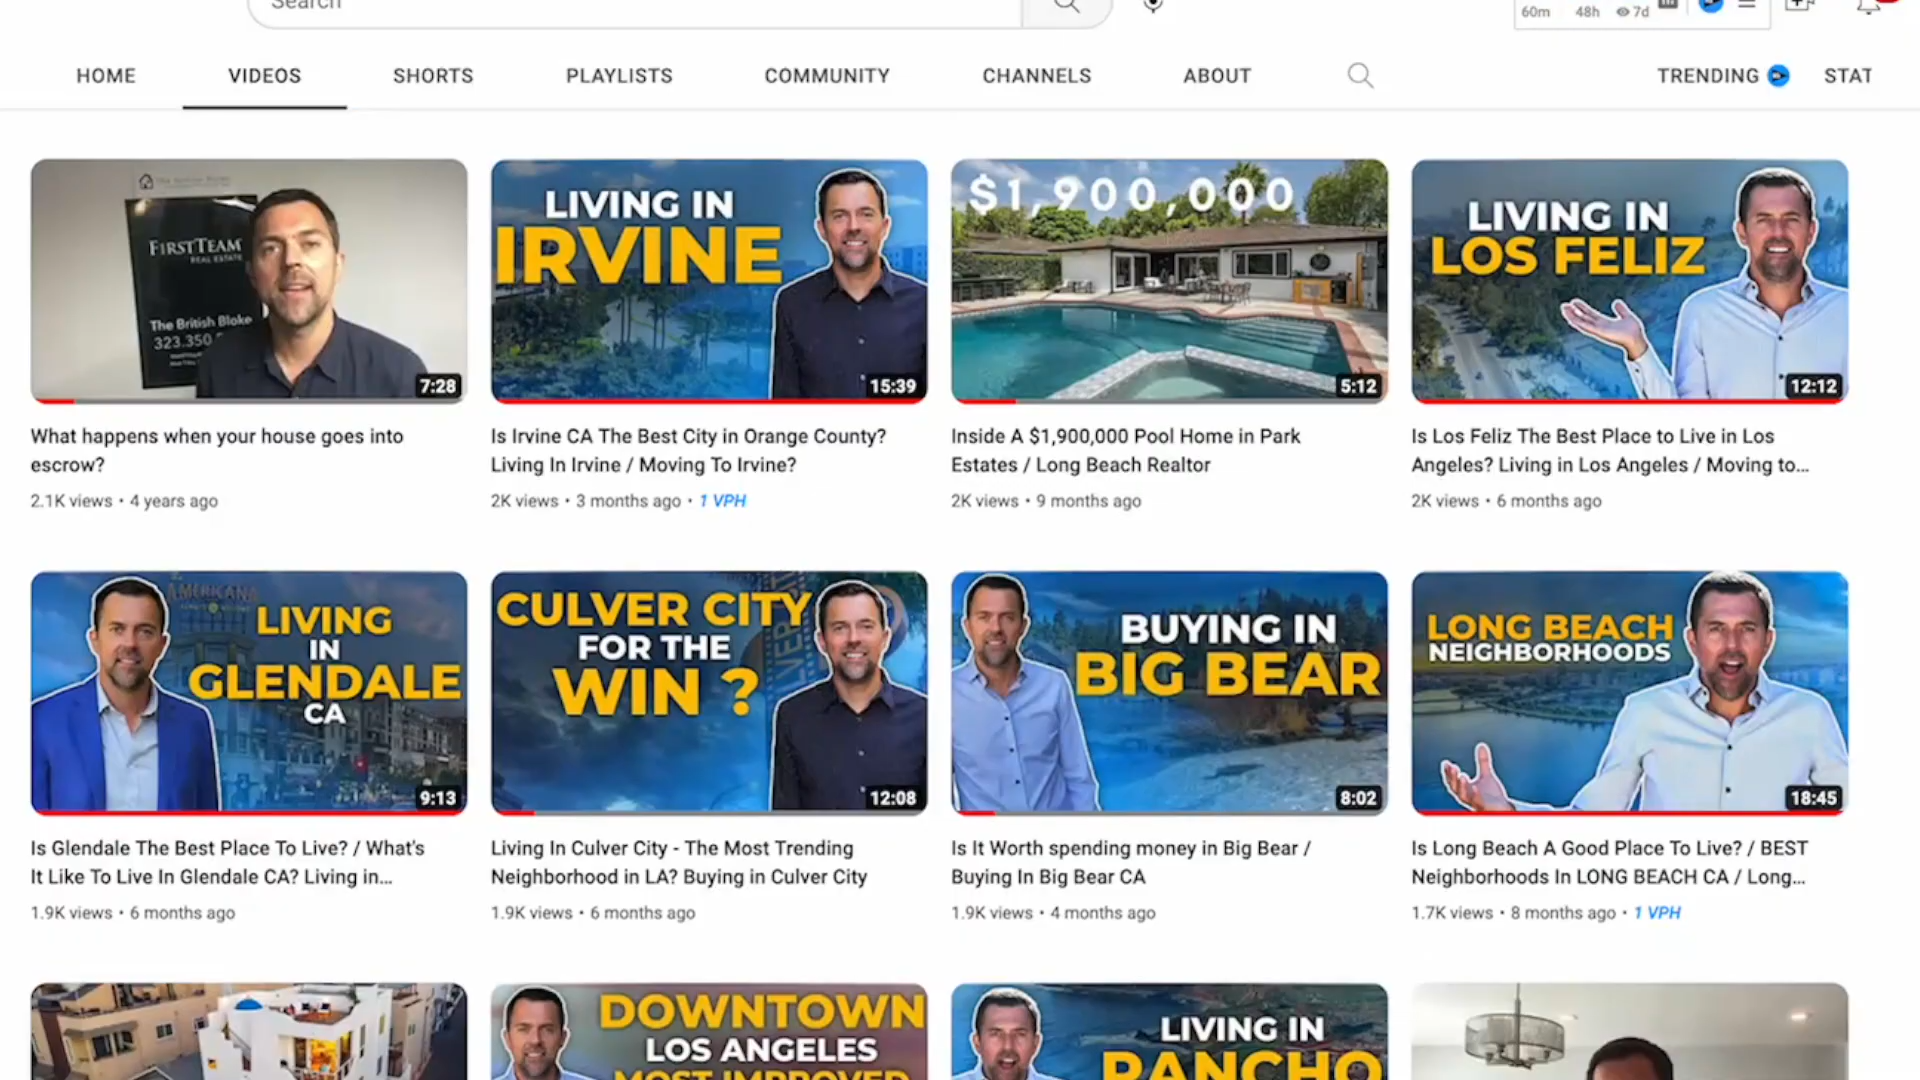 Search
60m 48h 7d
HOME VIDEOS SHORTS PLAYLISTS COMMUNITY CHANNELS ABOUT TRENDING STAT
FIRSTTEAM
REAL ESTATE
The British Bloke
323.350
7:28
LIVING IN
IRVINE
15:39
$1,900,000
5:12
LIVING IN
LOS FELIZ
12:12
What happens when your house goes into
escrow?
2.1K views • 4 years ago
Is Irvine CA The Best City in Orange County?
Living In Irvine / Moving To Irvine?
2K views • 3 months ago • 1 VPH
Inside A $1,900,000 Pool Home in Park
Estates / Long Beach Realtor
2K views • 9 months ago
Is Los Feliz The Best Place to Live in Los
Angeles? Living in Los Angeles / Moving to...
2K views • 6 months ago
AMERICANA
LIVING
IN
GLENDALE
CA
9:13
CULVER CITY
FOR THE
WIN ?
12:08
BUYING IN
BIG BEAR
8:02
LONG BEACH
NEIGHBORHOODS
18:45
Is Glendale The Best Place To Live? / What's
It Like To Live In Glendale CA? Living in...
1.9K views • 6 months ago
Living In Culver City - The Most Trending
Neighborhood in LA? Buying in Culver City
1.9K views • 6 months ago
Is It Worth spending money in Big Bear /
Buying In Big Bear CA
1.9K views • 4 months ago
Is Long Beach A Good Place To Live? / BEST
Neighborhoods In LONG BEACH CA / Long...
1.7K views • 8 months ago • 1 VPH
DOWNTOWN
LOS ANGELES
MOST IMPROVED
LIVING IN
RANCHO